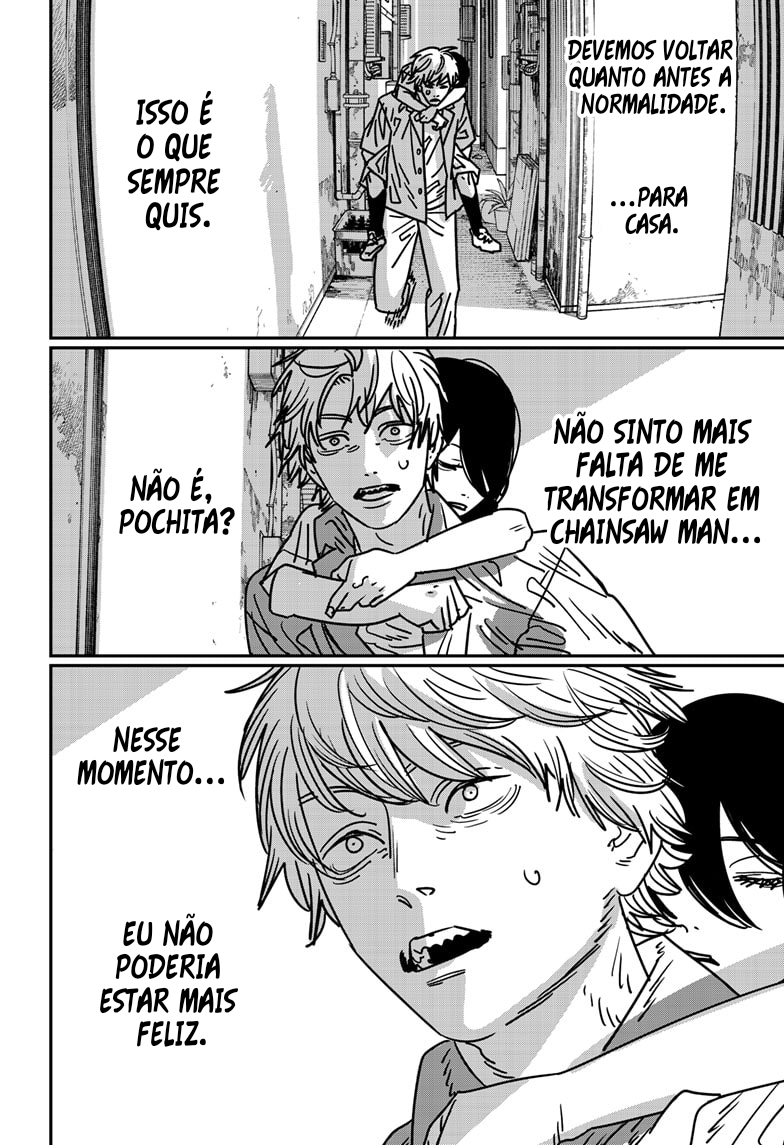 DEVEMOS VOLTAR
QUANTO ANTES A
NORMALIDADE.
...PARA
CASA.
ISSO É
O QUE
SEMPRE
QUIS.
NÃO SINTO MAIS
FALTA DE ME
TRANSFORMAR EM
CHAINSAW MAN...
NÃO É,
POCHITA?
NESSE
MOMENTO...
EU NÃO
PODERIA
ESTAR MAIS
FELIZ.